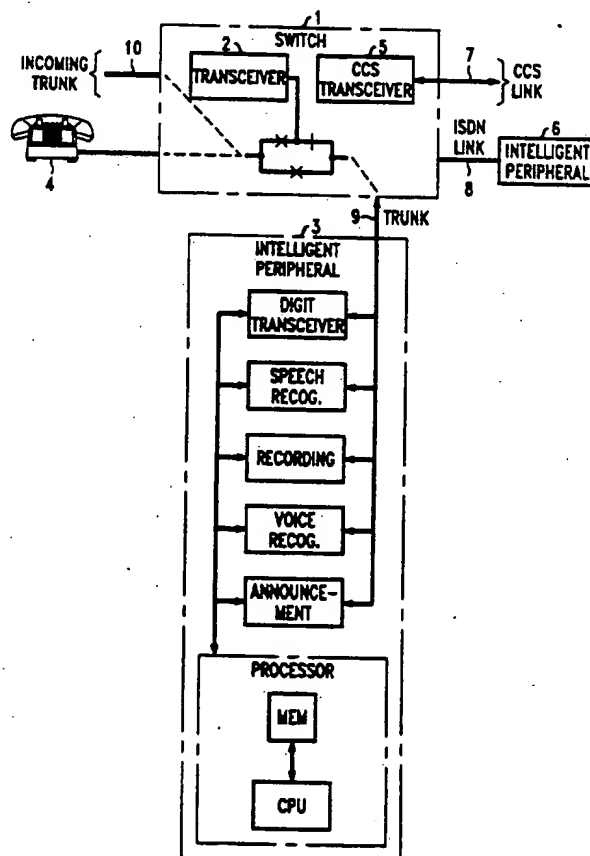 1
SWITCH
INCOMING
TRUNK
10
2
TRANSCEIVER
5
CCS
TRANSCEIVER
7
CCS
LINK
4
ISDN
LINK
8
6
INTELLIGENT
PERIPHERAL
9
TRUNK
3
INTELLIGENT
PERIPHERAL
DIGIT
TRANSCEIVER
SPEECH
RECOG.
RECORDING
VOICE
RECOG.
ANNOUNCE-
MENT
PROCESSOR
MEM
CPU